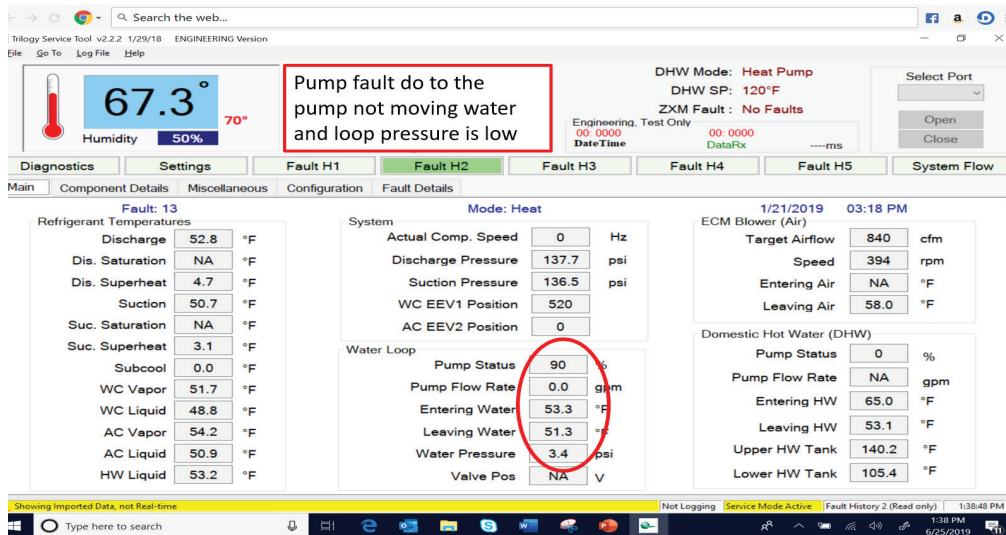 Search the web...
Trilogy Service Tool v2.2.2 1/29/18 ENGINEERING Version
File Go To Log File Help
67.3°
70°
Humidity 50%
Pump fault do to the
pump not moving water
and loop pressure is low
DHW Mode: Heat Pump
DHW SP: 120°F
ZXM Fault : No Faults
Engineering, Test Only
00: 0000 00: 0000
DateTime DataRx ----ms
Select Port
Open
Close
Diagnostics Settings Fault H1 Fault H2 Fault H3 Fault H4 Fault H5 System Flow
Main Component Details Miscellaneous Configuration Fault Details
Fault: 13 Mode: Heat 1/21/2019 03:18 PM
Refrigerant Temperatures
Discharge 52.8 °F
Dis. Saturation NA °F
Dis. Superheat 4.7 °F
Suction 50.7 °F
Suc. Saturation NA °F
Suc. Superheat 3.1 °F
Subcool 0.0 °F
WC Vapor 51.7 °F
WC Liquid 48.8 °F
AC Vapor 54.2 °F
AC Liquid 50.9 °F
HW Liquid 53.2 °F
System
Actual Comp. Speed 0 Hz
Discharge Pressure 137.7 psi
Suction Pressure 136.5 psi
WC EEV1 Position 520
AC EEV2 Position 0
Water Loop
Pump Status 90 %
Pump Flow Rate 0.0 gpm
Entering Water 53.3 °F
Leaving Water 51.3 °F
Water Pressure 3.4 psi
Valve Pos NA V
ECM Blower (Air)
Target Airflow 840 cfm
Speed 394 rpm
Entering Air NA °F
Leaving Air 58.0 °F
Domestic Hot Water (DHW)
Pump Status 0 %
Pump Flow Rate NA gpm
Entering HW 65.0 °F
Leaving HW 53.1 °F
Upper HW Tank 140.2 °F
Lower HW Tank 105.4 °F
Showing Imported Data, not Real-time Not Logging Service Mode Active Fault History 2 (Read only) 1:38:48 PM
Type here to search
1:38 PM
6/25/2019